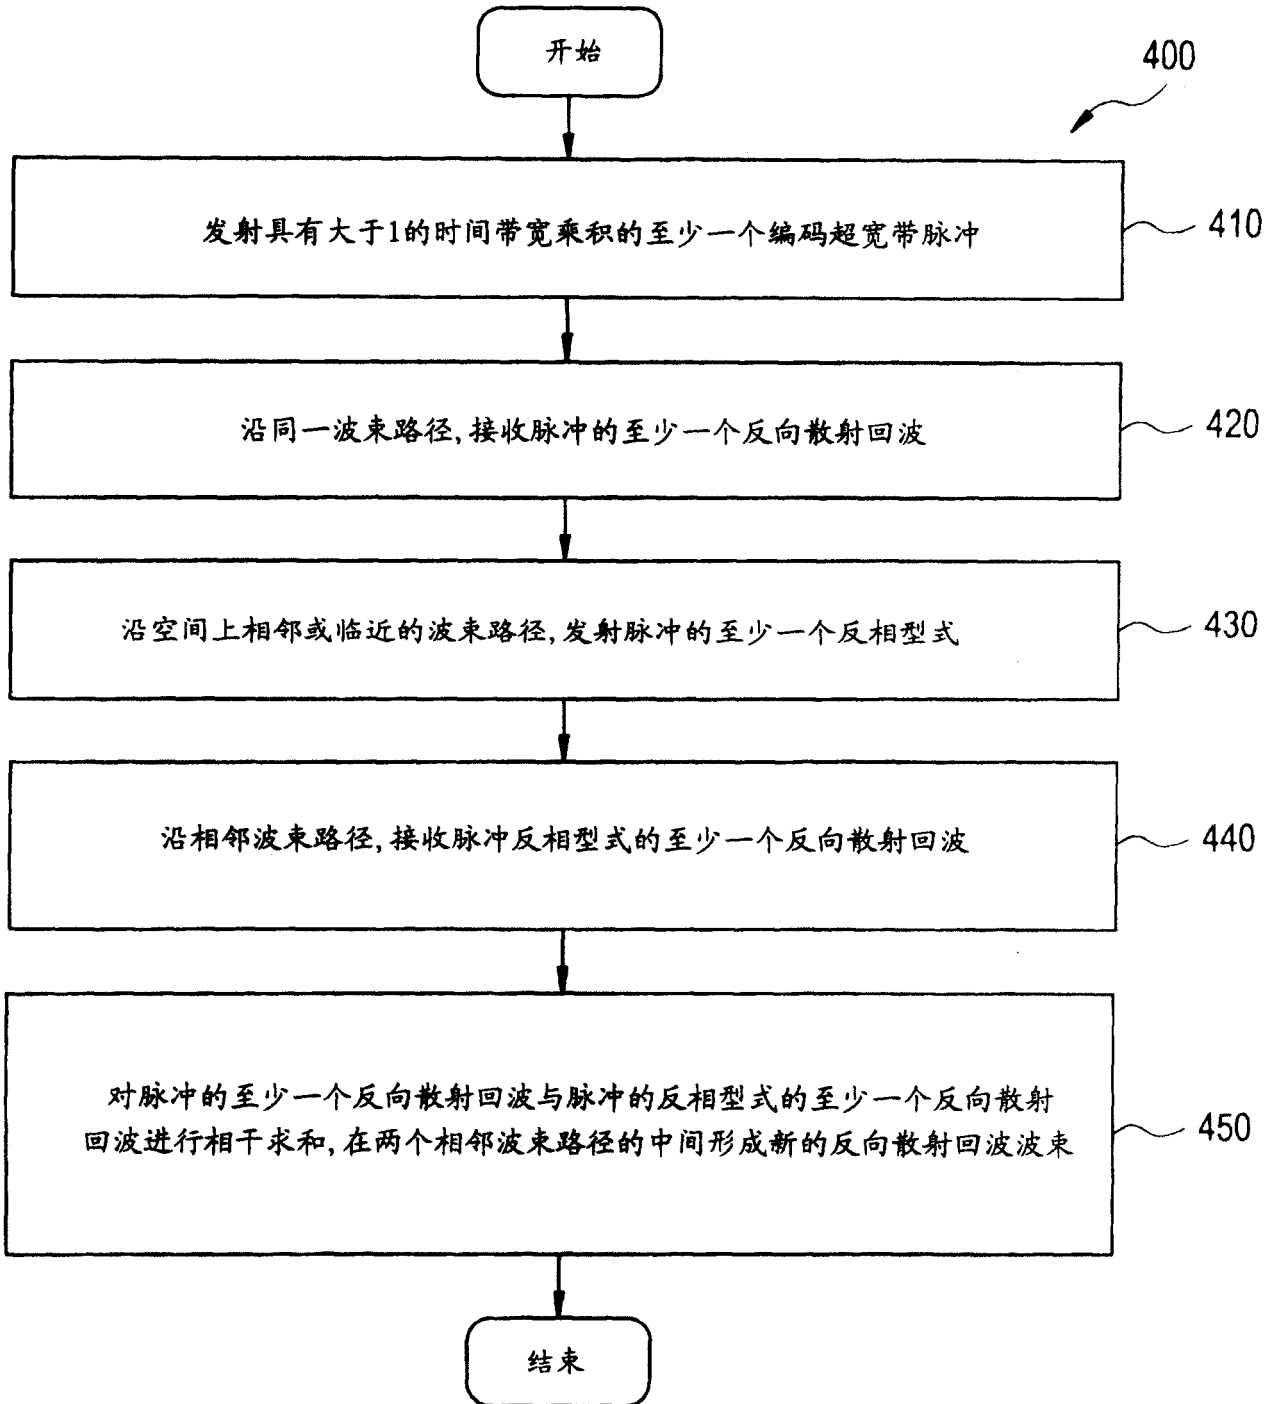 开始
400
发射具有大于1的时间带宽乘积的至少一个编码超宽带脉冲
410
沿同一波束路径,接收脉冲的至少一个反向散射回波
420
沿空间上相邻或临近的波束路径,发射脉冲的至少一个反相型式
430
沿相邻波束路径,接收脉冲反相型式的至少一个反向散射回波
440
对脉冲的至少一个反向散射回波与脉冲的反相型式的至少一个反向散射
回波进行相干求和,在两个相邻波束路径的中间形成新的反向散射回波波束
450
结束